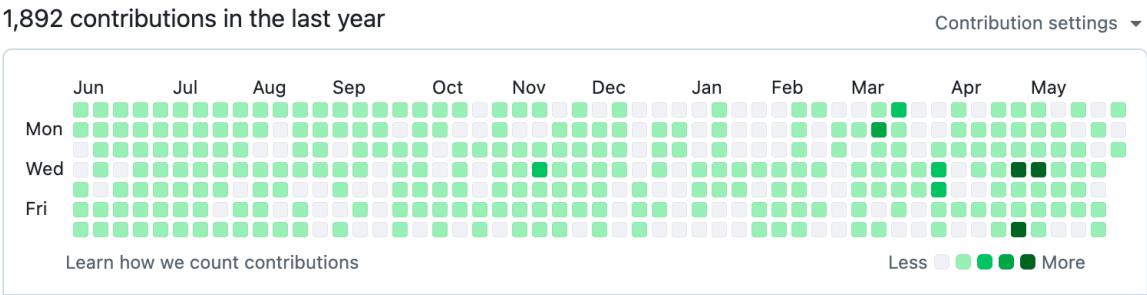 1,892 contributions in the last year
Contribution settings
Jun Jul Aug Sep Oct Nov Dec Jan Feb Mar Apr May
Mon
Wed
Fri
Learn how we count contributions
Less More